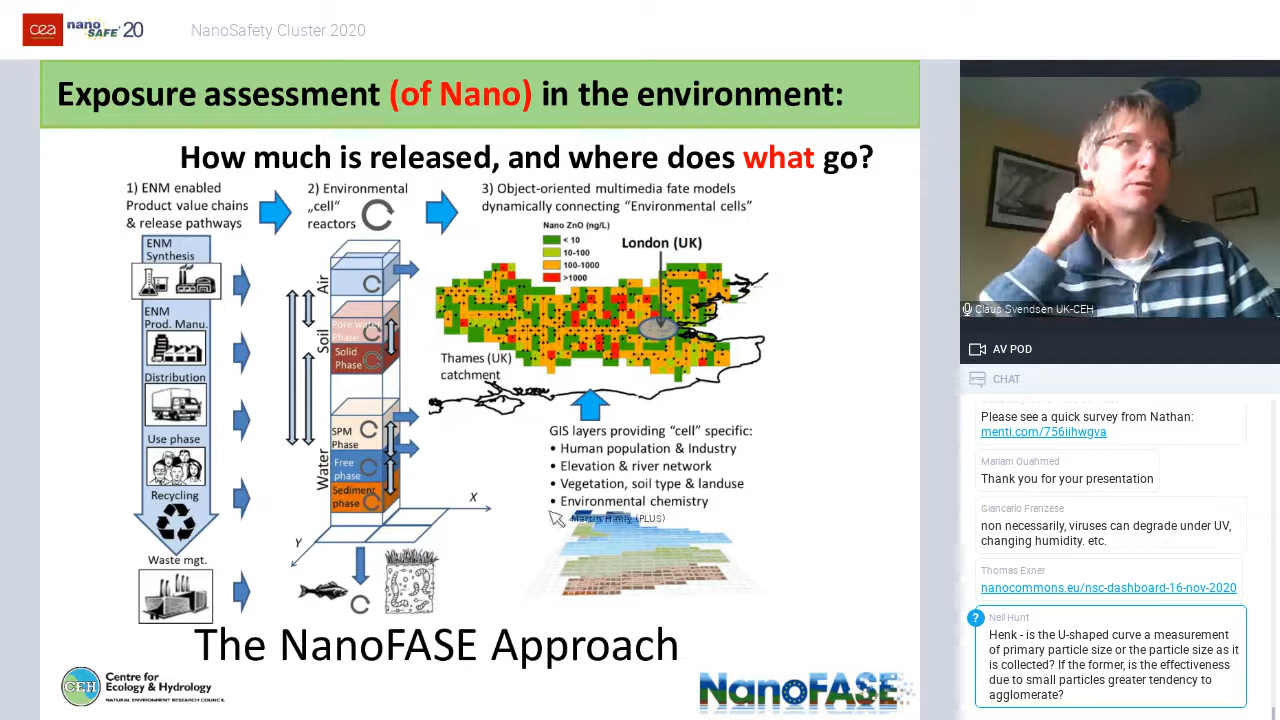 cea
nano
SAFE'20
NanoSafety Cluster 2020
Exposure assessment (of Nano) in the environment:
How much is released, and where does what go?
1) ENM enabled
Product value chains
& release pathways
2) Environmental
„cell"
reactors
3) Object-oriented multimedia fate models
dynamically connecting "Environmental cells"
ENM
Synthesis
ENM
Prod. Manu.
Distribution
Use phase
Recycling
Waste mgt.
Air
Soil
Water
Pore water
Phase
Solid
Phase
SPM
Phase
Free
phase
Sediment
phase
X
Y
Nano ZnO (ng/L)
< 10
10-100
100-1000
>1000
London (UK)
Thames (UK)
catchment
GIS layers providing "cell" specific:
• Human population & Industry
• Elevation & river network
• Vegetation, soil type & landuse
• Environmental chemistry
(PLUS)
The NanoFASE Approach
CEH
Centre for
Ecology & Hydrology
NATURAL ENVIRONMENT RESEARCH COUNCIL
NanoFASE
Claus Svendsen UK-CEH
AV POD
CHAT
Please see a quick survey from Nathan:
menti.com/756iihwgva
Mariam Ouahmed
Thank you for your presentation
Giancarlo Franzese
non necessarily, viruses can degrade under UV,
changing humidity. etc.
Thomas Exner
nanocommons.eu/nsc-dashboard-16-nov-2020
?
Neil Hunt
Henk - is the U-shaped curve a measurement
of primary particle size or the particle size as it
is collected? If the former, is the effectiveness
due to small particles greater tendency to
agglomerate?